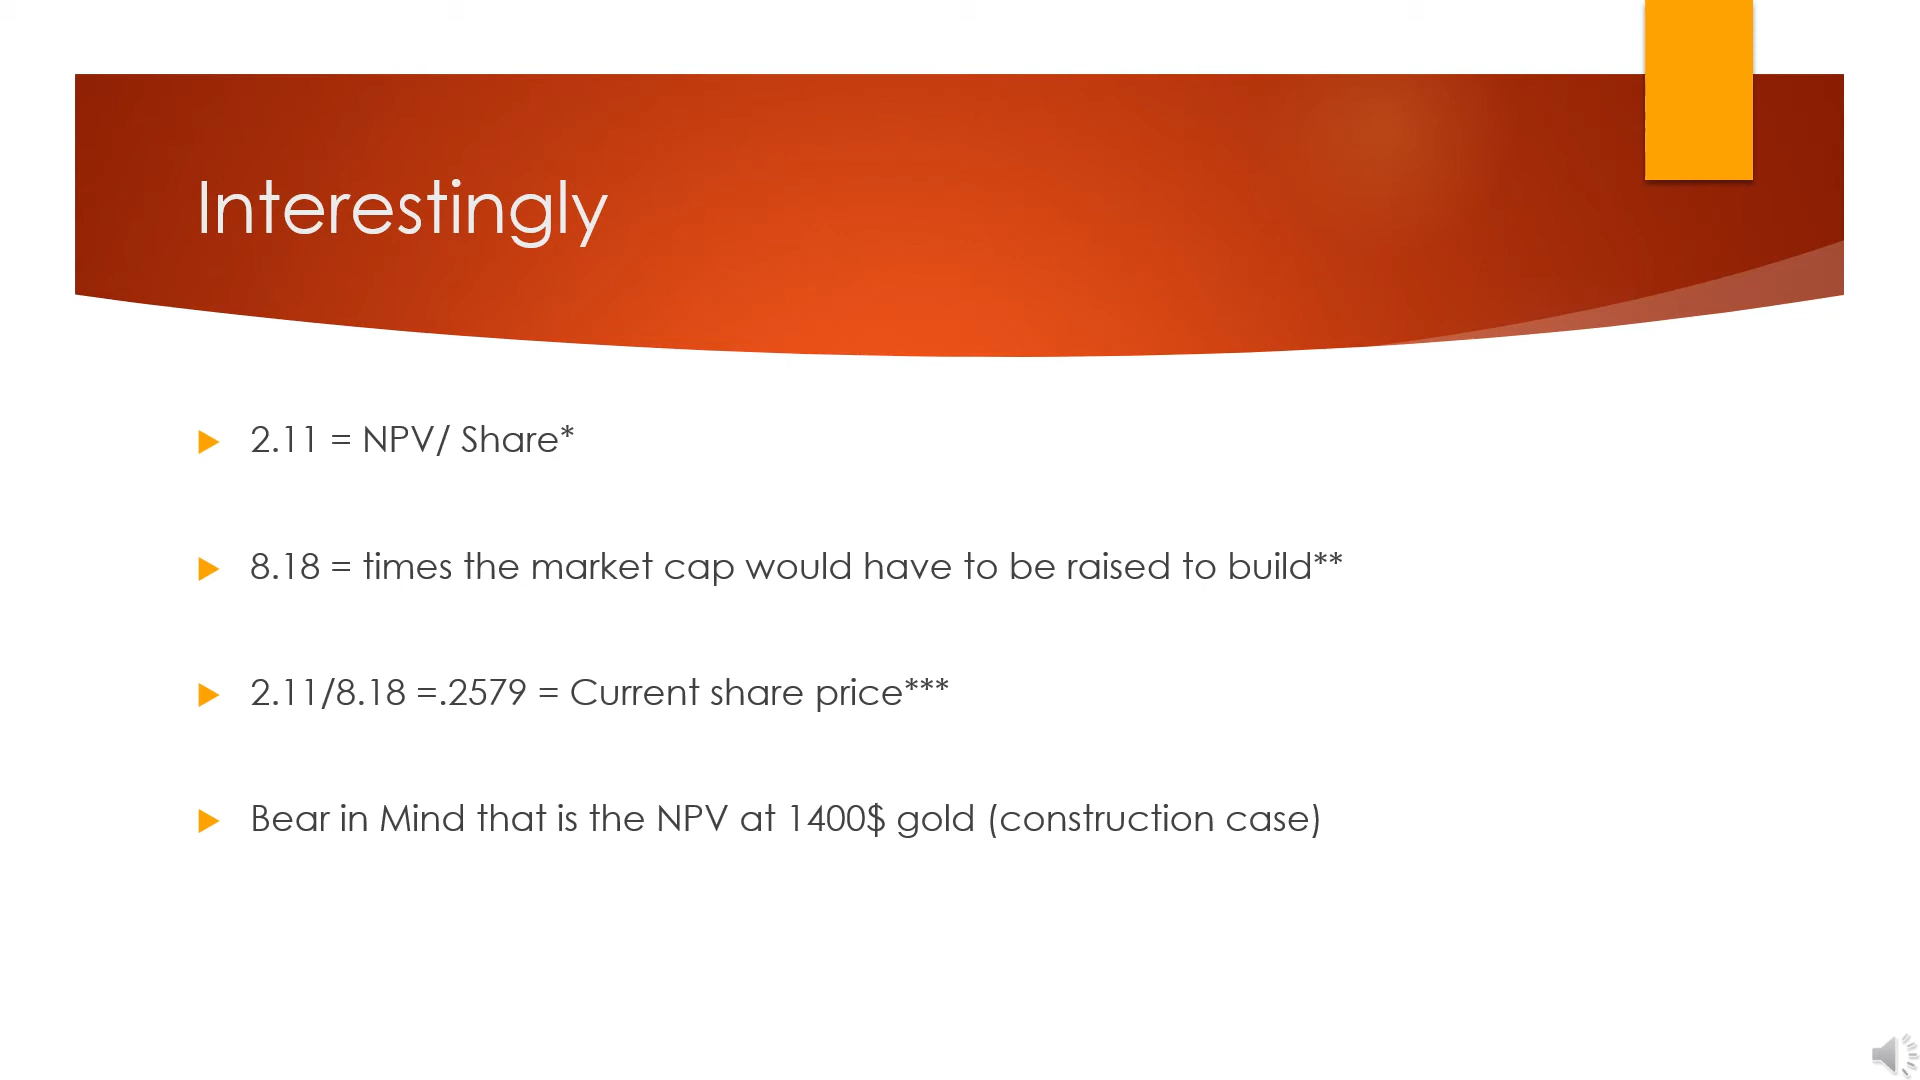 Interestingly
2.11 = NPV/ Share*
8.18 = times the market cap would have to be raised to build**
2.11/8.18 =.2579 = Current share price***
Bear in Mind that is the NPV at 1400$ gold (construction case)